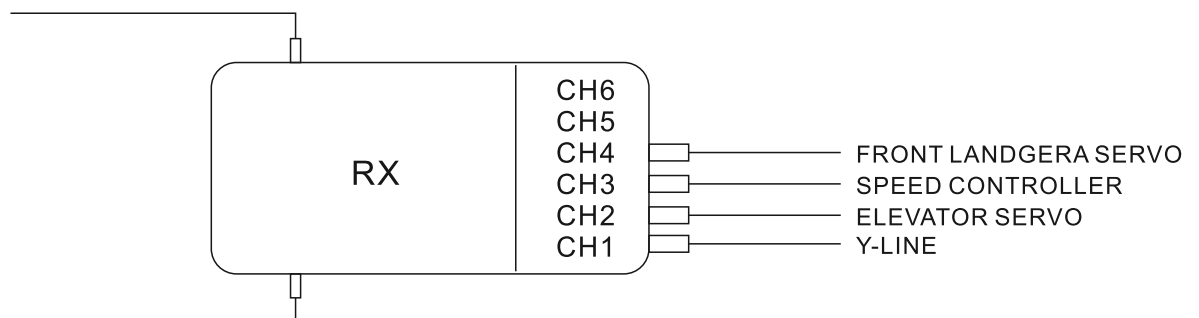 CH6
CH5
RX
CH4 FRONT LANDGERA SERVO
CH3 SPEED CONTROLLER
CH2 ELEVATOR SERVO
CH1 Y-LINE